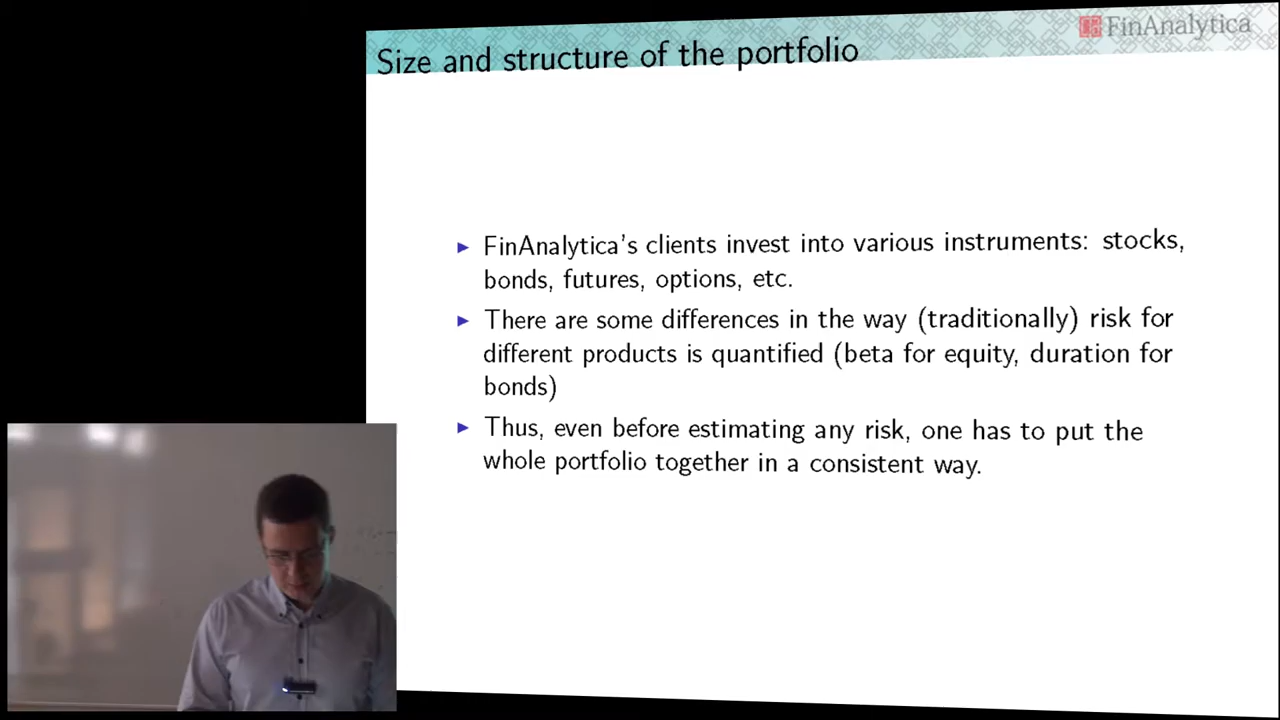 FinAnalytica
Size and structure of the portfolio
▶ FinAnalytica's clients invest into various instruments: stocks,
bonds, futures, options, etc.
▶ There are some differences in the way (traditionally) risk for
different products is quantified (beta for equity, duration for
bonds)
▶ Thus, even before estimating any risk, one has to put the
whole portfolio together in a consistent way.